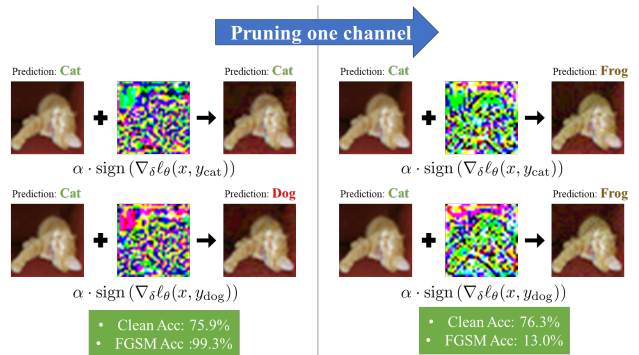 Pruning one channel
Prediction: Cat
Prediction: Cat
Prediction: Cat
Prediction: Frog
α · sign (∇δℓθ(x, ycat))
α · sign (∇δℓθ(x, ycat))
Prediction: Cat
Prediction: Dog
Prediction: Cat
Prediction: Frog
α · sign (∇δℓθ(x, ydog))
α · sign (∇δℓθ(x, ydog))
• Clean Acc: 75.9%
• FGSM Acc :99.3%
• Clean Acc: 76.3%
• FGSM Acc: 13.0%